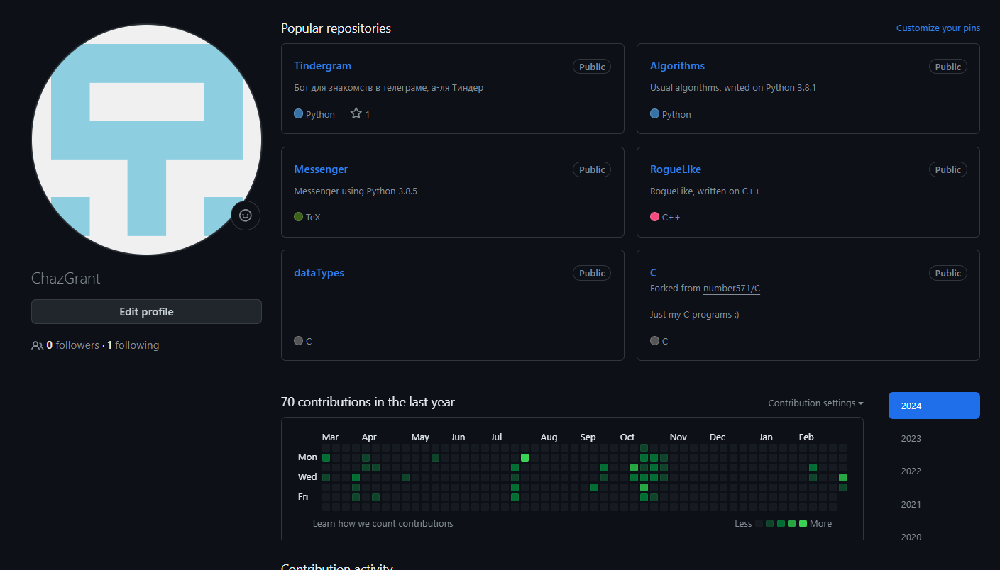 Popular repositories
Customize your pins
Tindergram
Public
Бот для знакомств в телеграме, а-ля Тиндер
Python 1
Algorithms
Public
Usual algorithms, writed on Python 3.8.1
Python
Messenger
Public
Messenger using Python 3.8.5
TeX
RogueLike
Public
RogueLike, written on C++
C++
dataTypes
Public
C
C
Public
Forked from number571/C
Just my C programs :)
C
ChazGrant
Edit profile
0 followers · 1 following
70 contributions in the last year
Contribution settings
Mar Apr May Jun Jul Aug Sep Oct Nov Dec Jan Feb
Mon
Wed
Fri
Learn how we count contributions
Less More
2024
2023
2022
2021
2020
Contribution activity